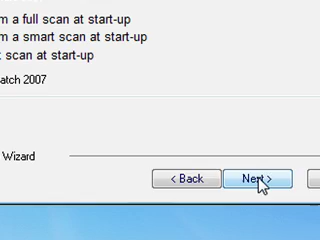 m a full scan at start-up
m a smart scan at start-up
scan at start-up
atch 2007
Wizard
< Back
Next >